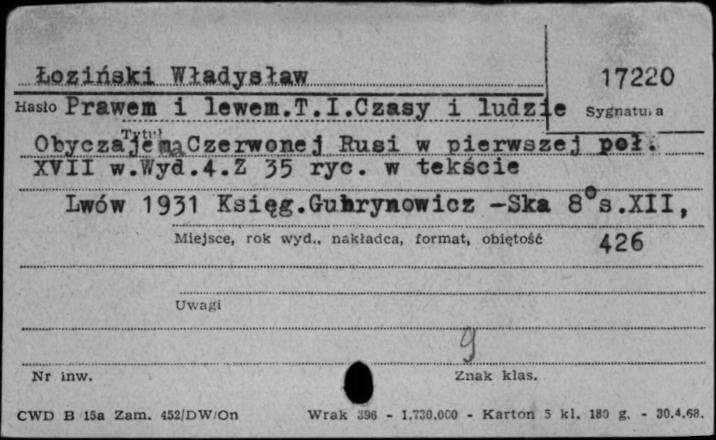 Łoziński Władysław 17220
Hasło Prawem i lewem.T.I.Czasy i ludzie Sygnatura
Tytuł
Obyczaje na Czerwonej Rusi w pierwszej poł.
XVII w.Wyd.4.Z 35 ryc. w tekście
Lwów 1931 Księg.Gubrynowicz -Ska 8° s.XII,
Miejsce, rok wyd., nakładca, format, objętość 426
Uwagi
9
Nr inw. Znak klas.
CWD B 15a Zam. 452/DW/On Wrak 396 - 1.730.000 - Karton 5 kl. 180 g. - 30.4.68.